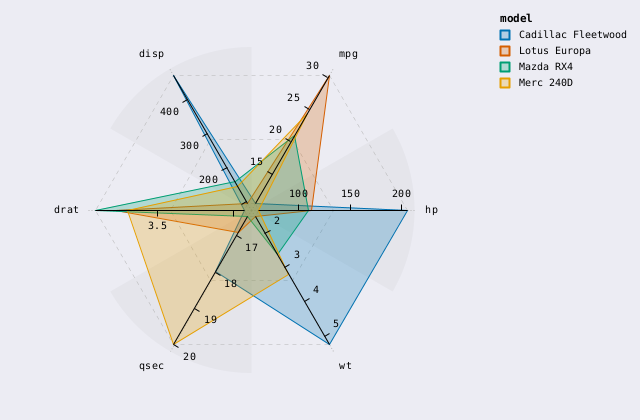 model
Cadillac Fleetwood
Lotus Europa
Mazda RX4
Merc 240D
disp
mpg
30
25
20
15
400
300
200
drat
3.5
100
150
200
hp
2
3
4
5
wt
17
18
19
20
qsec